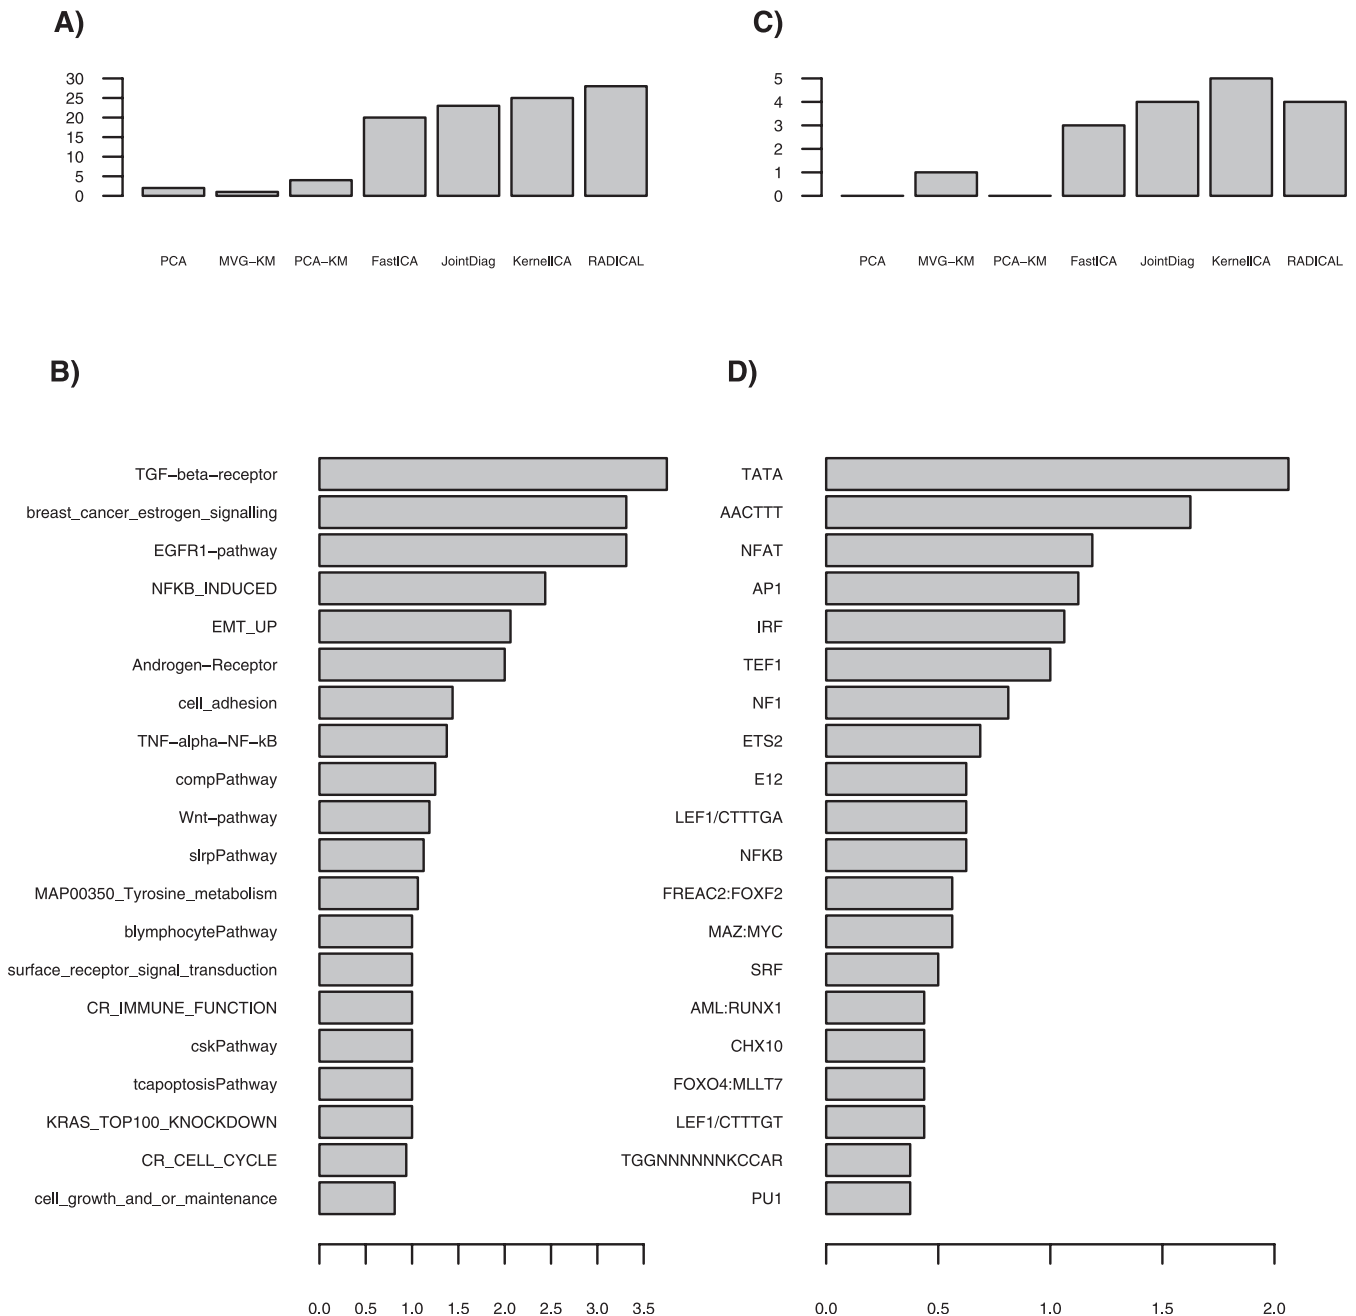 A)
30
25
20
15
10
5
0
PCA MVG−KM PCA−KM FastICA JointDiag KernelICA RADICAL
C)
5
4
3
2
1
0
PCA MVG−KM PCA−KM FastICA JointDiag KernelICA RADICAL
B)
TGF−beta−receptor
breast_cancer_estrogen_signalling
EGFR1−pathway
NFKB_INDUCED
EMT_UP
Androgen−Receptor
cell_adhesion
TNF−alpha−NF−kB
compPathway
Wnt−pathway
slrpPathway
MAP00350_Tyrosine_metabolism
blymphocytePathway
surface_receptor_signal_transduction
CR_IMMUNE_FUNCTION
cskPathway
tcapoptosisPathway
KRAS_TOP100_KNOCKDOWN
CR_CELL_CYCLE
cell_growth_and_or_maintenance
0.0 0.5 1.0 1.5 2.0 2.5 3.0 3.5
D)
TATA
AACTTT
NFAT
AP1
IRF
TEF1
NF1
ETS2
E12
LEF1/CTTTGA
NFKB
FREAC2:FOXF2
MAZ:MYC
SRF
AML:RUNX1
CHX10
FOXO4:MLLT7
LEF1/CTTTGT
TGGNNNNNNKCCAR
PU1
0.0 0.5 1.0 1.5 2.0